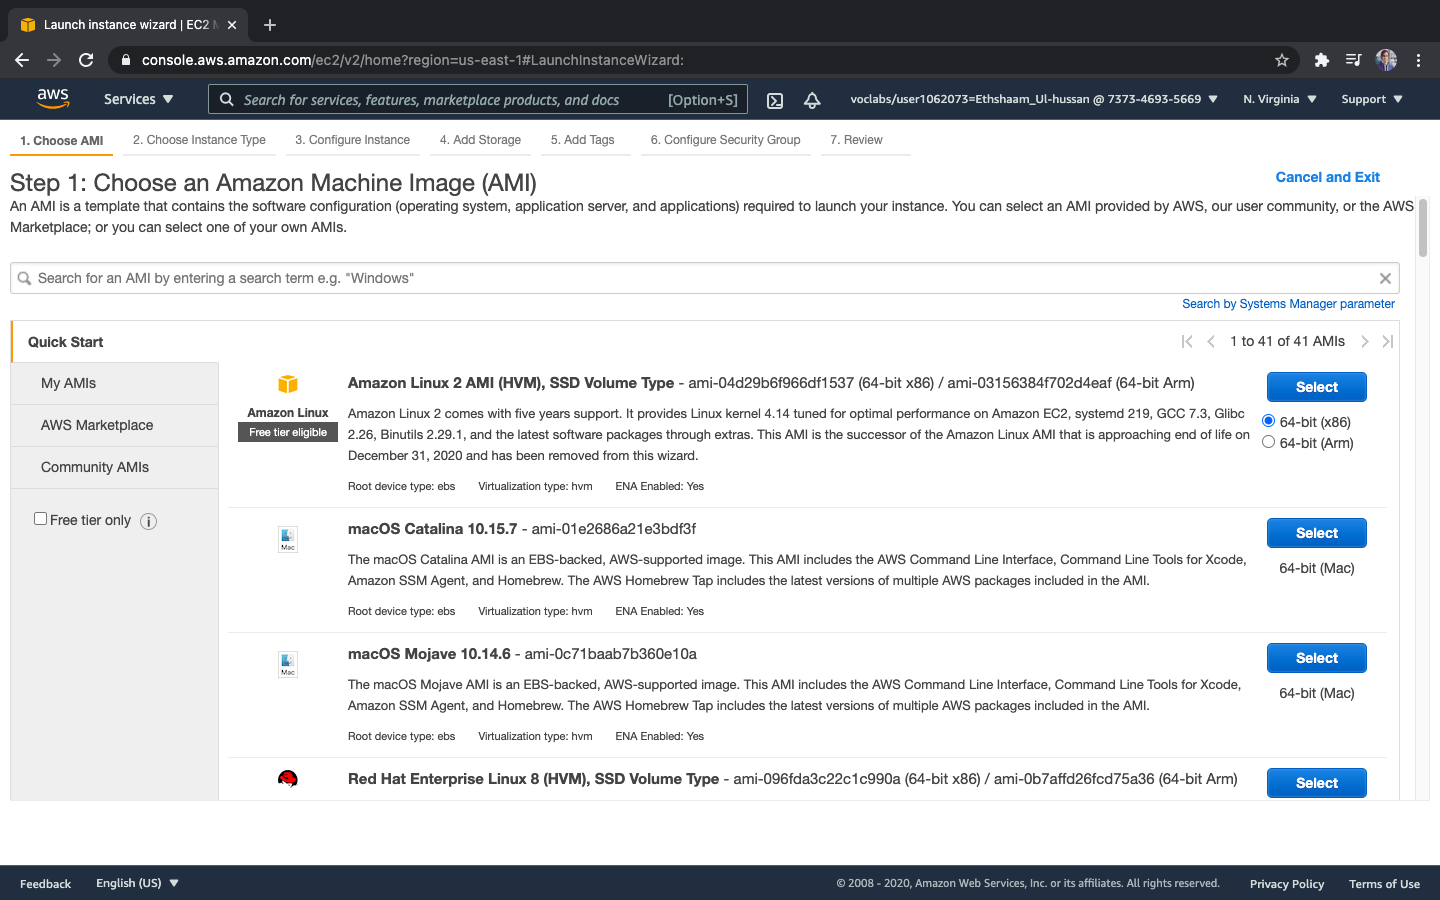 Launch instance wizard | EC2 M
console.aws.amazon.com/ec2/v2/home?region=us-east-1#LaunchInstanceWizard:
aws
Services
Search for services, features, marketplace products, and docs
[Option+S]
voclabs/user1062073=Ethshaam_Ul-hussan @ 7373-4693-5669
N. Virginia
Support
1. Choose AMI
2. Choose Instance Type
3. Configure Instance
4. Add Storage
5. Add Tags
6. Configure Security Group
7. Review
Step 1: Choose an Amazon Machine Image (AMI)
Cancel and Exit
An AMI is a template that contains the software configuration (operating system, application server, and applications) required to launch your instance. You can select an AMI provided by AWS, our user community, or the AWS
Marketplace; or you can select one of your own AMIs.
Search for an AMI by entering a search term e.g. "Windows"
Search by Systems Manager parameter
Quick Start
My AMIs
AWS Marketplace
Community AMIs
Free tier only
1 to 41 of 41 AMIs
Amazon Linux
Free tier eligible
Amazon Linux 2 AMI (HVM), SSD Volume Type - ami-04d29b6f966df1537 (64-bit x86) / ami-03156384f702d4eaf (64-bit Arm)
Amazon Linux 2 comes with five years support. It provides Linux kernel 4.14 tuned for optimal performance on Amazon EC2, systemd 219, GCC 7.3, Glibc
2.26, Binutils 2.29.1, and the latest software packages through extras. This AMI is the successor of the Amazon Linux AMI that is approaching end of life on
December 31, 2020 and has been removed from this wizard.
Root device type: ebs
Virtualization type: hvm
ENA Enabled: Yes
Select
64-bit (x86)
64-bit (Arm)
Mac
macOS Catalina 10.15.7 - ami-01e2686a21e3bdf3f
The macOS Catalina AMI is an EBS-backed, AWS-supported image. This AMI includes the AWS Command Line Interface, Command Line Tools for Xcode,
Amazon SSM Agent, and Homebrew. The AWS Homebrew Tap includes the latest versions of multiple AWS packages included in the AMI.
Root device type: ebs
Virtualization type: hvm
ENA Enabled: Yes
Select
64-bit (Mac)
Mac
macOS Mojave 10.14.6 - ami-0c71baab7b360e10a
The macOS Mojave AMI is an EBS-backed, AWS-supported image. This AMI includes the AWS Command Line Interface, Command Line Tools for Xcode,
Amazon SSM Agent, and Homebrew. The AWS Homebrew Tap includes the latest versions of multiple AWS packages included in the AMI.
Root device type: ebs
Virtualization type: hvm
ENA Enabled: Yes
Select
64-bit (Mac)
Red Hat Enterprise Linux 8 (HVM), SSD Volume Type - ami-096fda3c22c1c990a (64-bit x86) / ami-0b7affd26fcd75a36 (64-bit Arm)
Select
Feedback
English (US)
© 2008 - 2020, Amazon Web Services, Inc. or its affiliates. All rights reserved.
Privacy Policy
Terms of Use